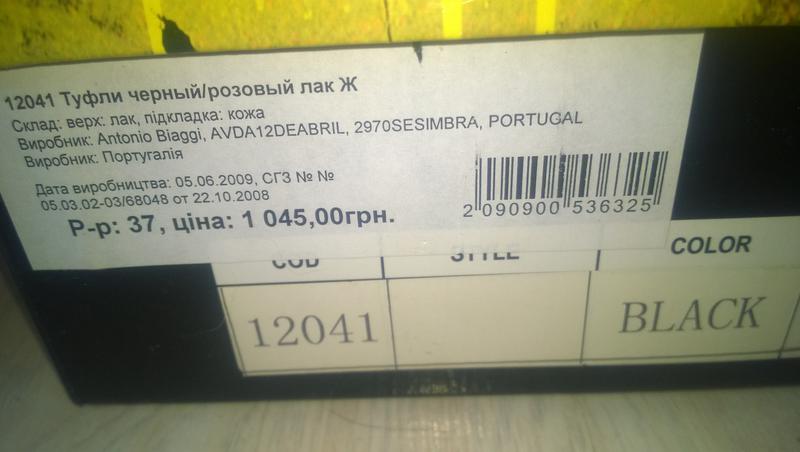 12041 Туфли черный/розовый лак Ж
Склад: верх: лак, підкладка: кожа
Виробник: Antonio Biaggi, AVDA12DEABRIL, 2970SESIMBRA, PORTUGAL
Виробник: Португалія
Дата виробництва: 05.06.2009, СГЗ № №
05.03.02-03/68048 от 22.10.2008
Р-р: 37, ціна: 1 045,00грн.
2 090900 536325
COD STYLE COLOR
12041 BLACK